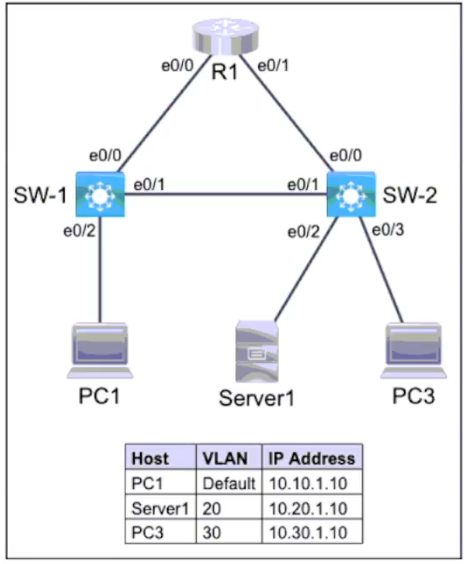 R1
e0/0
e0/1
e0/0
e0/0
SW-1
e0/1
e0/1
SW-2
e0/2
e0/2
e0/3
PC1
Server1
PC3
Host VLAN IP Address
PC1 Default 10.10.1.10
Server1 20 10.20.1.10
PC3 30 10.30.1.10